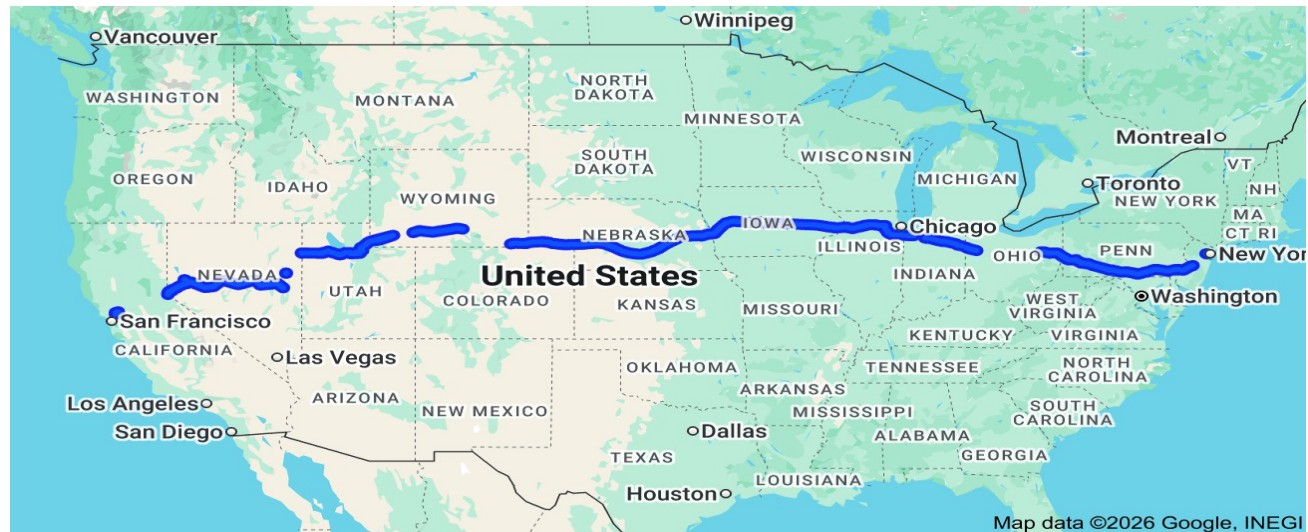 Winnipeg
Vancouver
NORTH
DAKOTA
WASHINGTON
MONTANA
MINNESOTA
Montreal
SOUTH
DAKOTA
WISCONSIN
VT
OREGON
IDAHO
MICHIGAN
Toronto
NH
WYOMING
NEW YORK
MA
CT RI
IOWA
Chicago
NEBRASKA
ILLINOIS
PENN
OHIO
New Yor
NEVADA
United States
INDIANA
UTAH
COLORADO
KANSAS
MISSOURI
WEST
VIRGINIA
Washington
San Francisco
KENTUCKY
VIRGINIA
CALIFORNIA
Las Vegas
OKLAHOMA
TENNESSEE
NORTH
CAROLINA
ARKANSAS
Los Angeles
ARIZONA
NEW MEXICO
MISSISSIPPI
SOUTH
CAROLINA
San Diego
Dallas
ALABAMA
TEXAS
GEORGIA
LOUISIANA
Houston
Map data ©2026 Google, INEGI